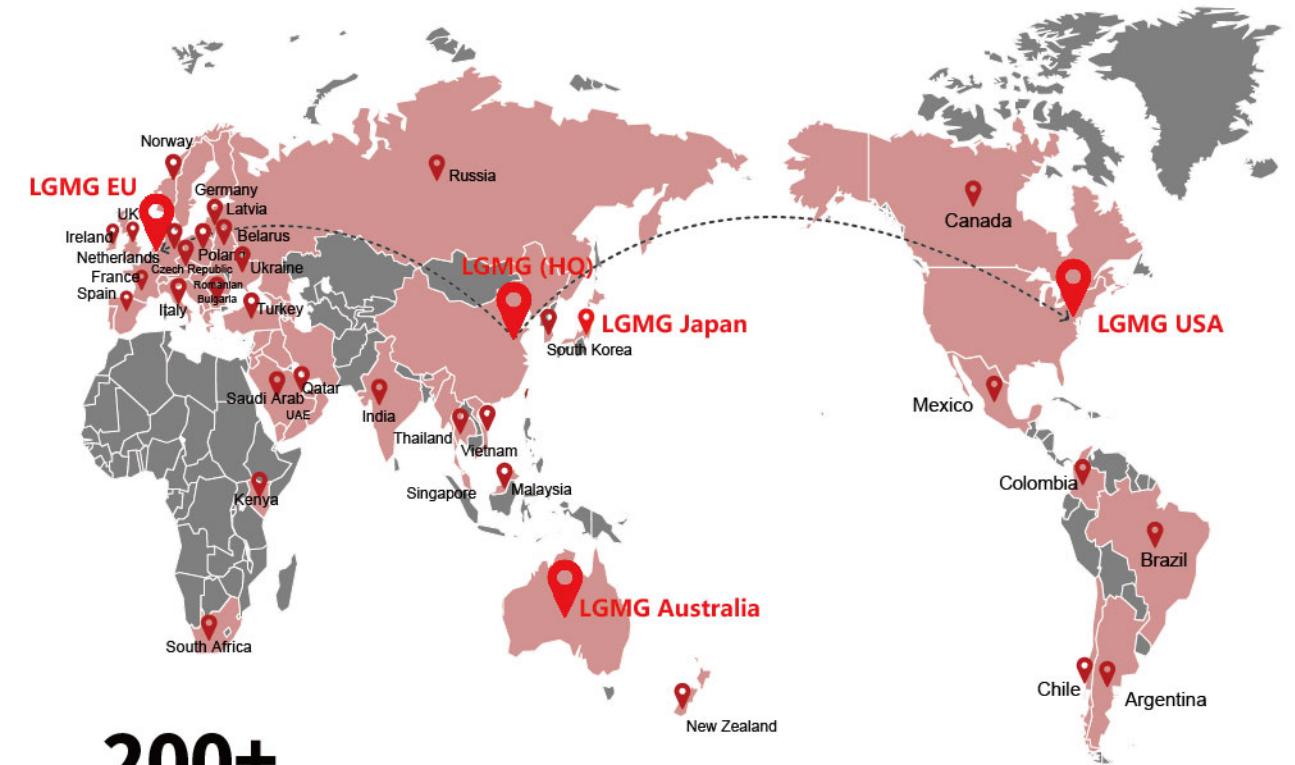 Norway
LGMG EU
Germany
UK
Latvia
Ireland
Belarus
Netherlands
Poland
Czech Republic
Ukraine
France
Romanian
Spain
Bulgaria
Italy
Turkey
Russia
LGMG (HQ)
LGMG Japan
South Korea
Saudi Arab
Qatar
UAE
India
Thailand
Vietnam
Singapore
Malaysia
Kenya
South Africa
LGMG Australia
New Zealand
Canada
LGMG USA
Mexico
Colombia
Brazil
Chile
Argentina
200+